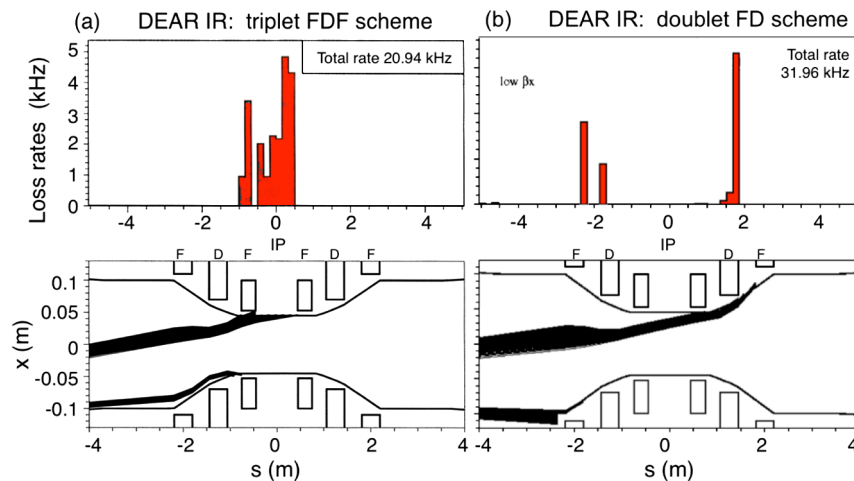 (a) DEAR IR: triplet FDF scheme
(b) DEAR IR: doublet FD scheme
Total rate 20.94 kHz
Total rate
31.96 kHz
low βx
Loss rates (kHz)
5
4
3
2
1
0
-4 -2 0 2 4
IP
-4 -2 0 2 4
IP
F D F F D F
F D D F
x (m)
0.1
0.05
0
-0.05
-0.1
-4 -2 0 2 4
s (m)
-4 -2 0 2 4
s (m)